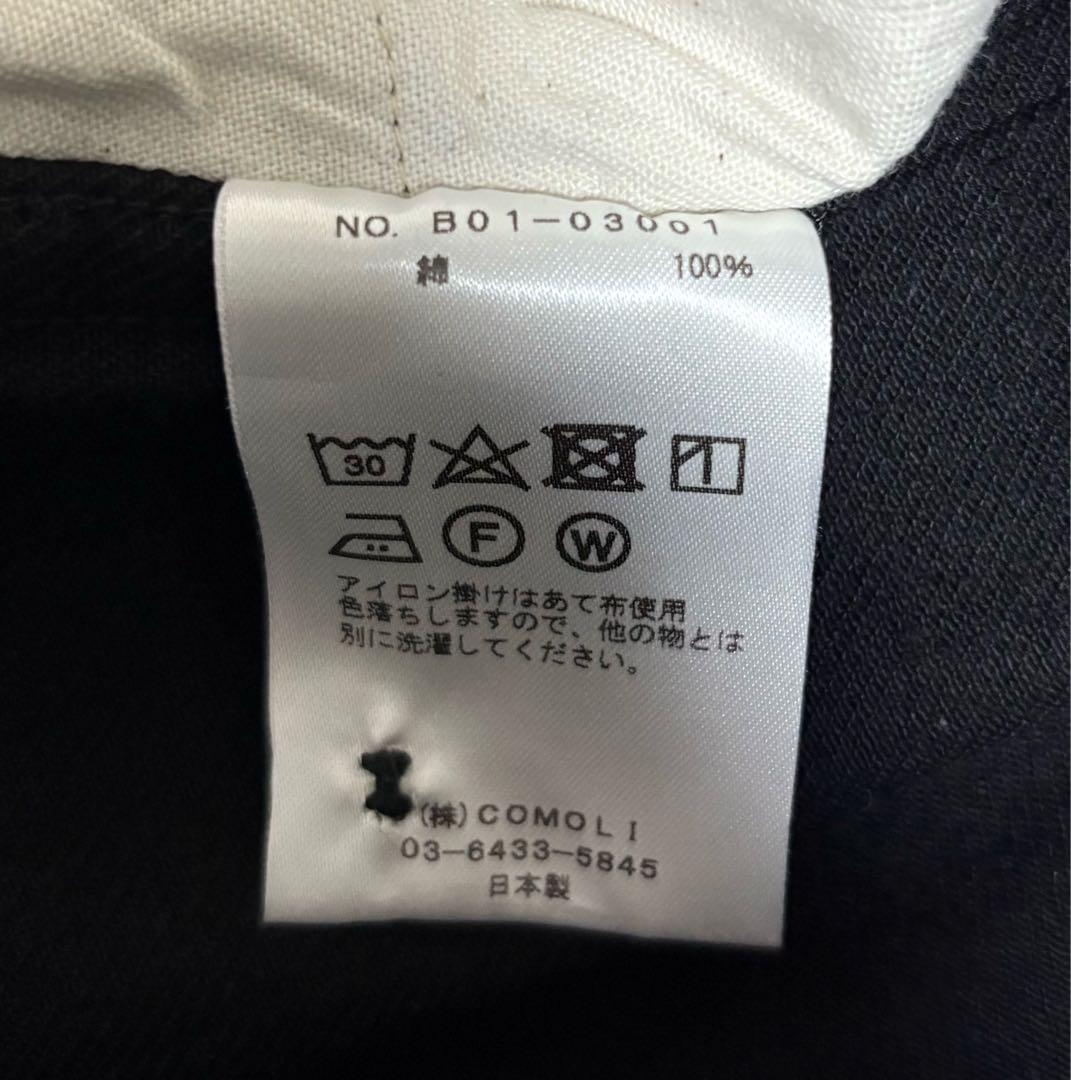 NO. B01-03001
綿 100%
30
F W
アイロン掛けはあて布使用
色落ちしますので、他の物とは
別に洗濯してください。
(株)COMOLI
03-6433-5845
日本製